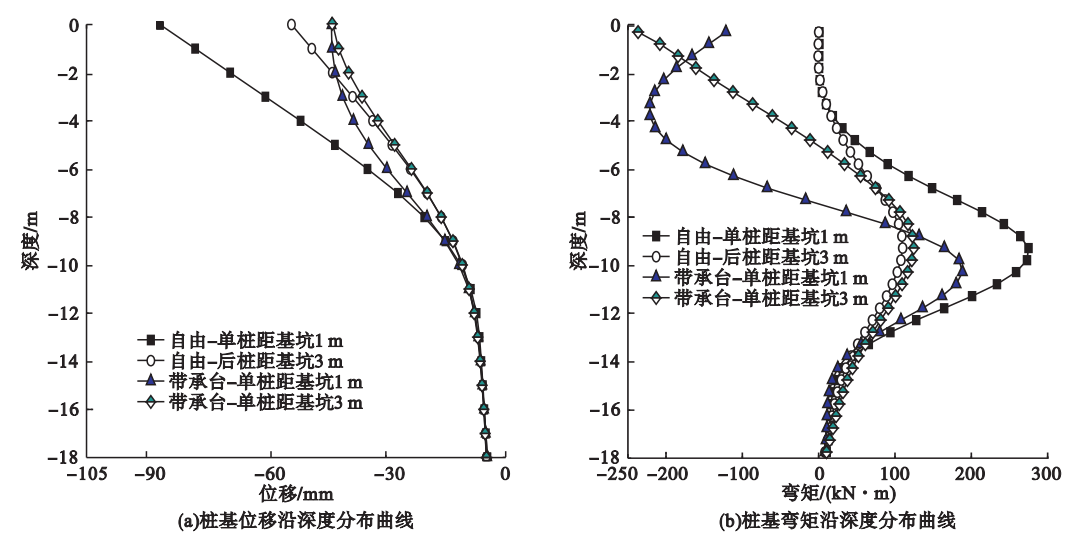 0
−2
−4
−6
−8
−10
−12
−14
−16
−18
深度/m
自由−单桩距基坑1 m
自由−后桩距基坑3 m
带承台−单桩距基坑1 m
带承台−单桩距基坑3 m
−105 −90 −60 −30 0
位移/mm
(a)桩基位移沿深度分布曲线
0
−2
−4
−6
−8
−10
−12
−14
−16
−18
深度/m
自由−单桩距基坑1 m
自由−后桩距基坑3 m
带承台−单桩距基坑1 m
带承台−单桩距基坑3 m
−250 −200 −100 0 100 200 300
弯矩/(kN·m)
(b)桩基弯矩沿深度分布曲线